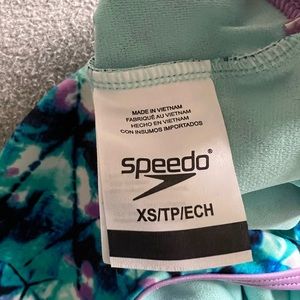 MADE IN VIETNAM
FABRIQUÉ AU VIETNAM
HECHO EN VIETNAM
CON INSUMOS IMPORTADOS
speedo
XS/TP/ECH